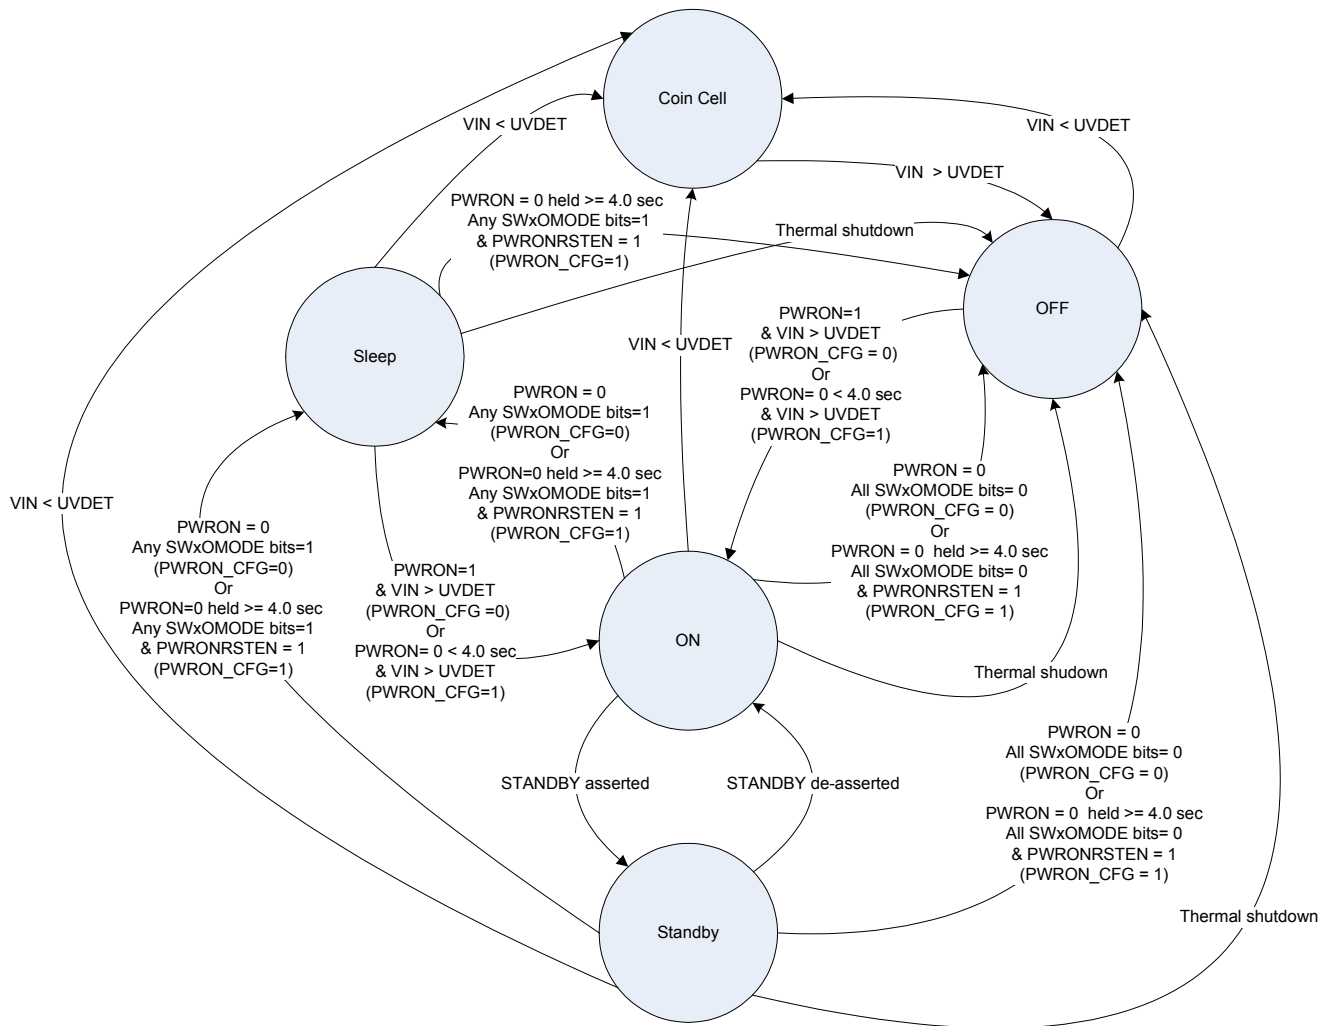 Coin Cell
VIN < UVDET
VIN < UVDET
VIN  > UVDET
PWRON = 0 held >= 4.0 sec
Any SWxOMODE bits=1
& PWRONRSTEN = 1
(PWRON_CFG=1)
Thermal shutdown
OFF
Sleep
PWRON=1
& VIN > UVDET
(PWRON_CFG = 0)
Or
PWRON= 0 < 4.0 sec
& VIN > UVDET
(PWRON_CFG=1)
VIN < UVDET
PWRON = 0
Any SWxOMODE bits=1
(PWRON_CFG=0)
Or
PWRON=0 held >= 4.0 sec
Any SWxOMODE bits=1
& PWRONRSTEN = 1
(PWRON_CFG=1)
PWRON = 0
All SWxOMODE bits= 0
(PWRON_CFG = 0)
Or
PWRON = 0  held >= 4.0 sec
All SWxOMODE bits= 0
& PWRONRSTEN = 1
(PWRON_CFG = 1)
VIN < UVDET
PWRON = 0
Any SWxOMODE bits=1
(PWRON_CFG=0)
Or
PWRON=0 held >= 4.0 sec
Any SWxOMODE bits=1
& PWRONRSTEN = 1
(PWRON_CFG=1)
PWRON=1
& VIN > UVDET
(PWRON_CFG =0)
Or
PWRON= 0 < 4.0 sec
& VIN > UVDET
(PWRON_CFG=1)
ON
Thermal shudown
STANDBY asserted
STANDBY de-asserted
PWRON = 0
All SWxOMODE bits= 0
(PWRON_CFG = 0)
Or
PWRON = 0  held >= 4.0 sec
All SWxOMODE bits= 0
& PWRONRSTEN = 1
(PWRON_CFG = 1)
Standby
Thermal shutdown